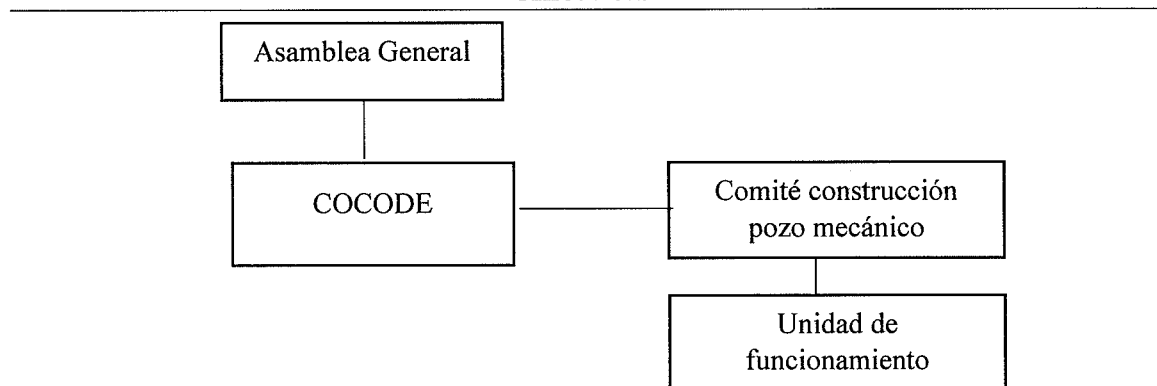 Asamblea General
COCODE
Comité construcción
pozo mecánico
Unidad de
funcionamiento